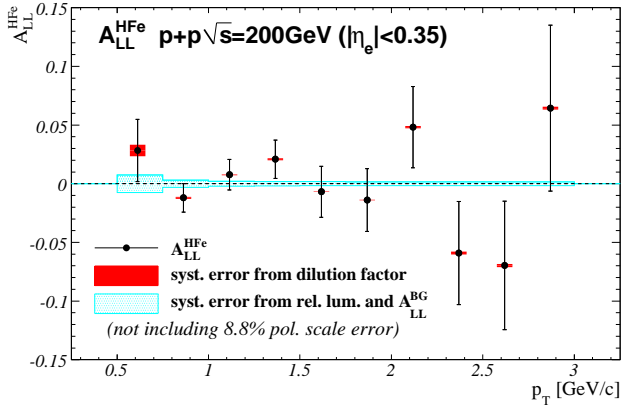 A_LL^HFe
A_LL^HFe p+p√s=200GeV (|η_e|<0.35)
0.15
0.1
0.05
0
-0.05
-0.1
-0.15
A_LL^HFe
syst. error from dilution factor
syst. error from rel. lum. and A_LL^BG
(not including 8.8% pol. scale error)
0.5 1 1.5 2 2.5 3
p_T [GeV/c]